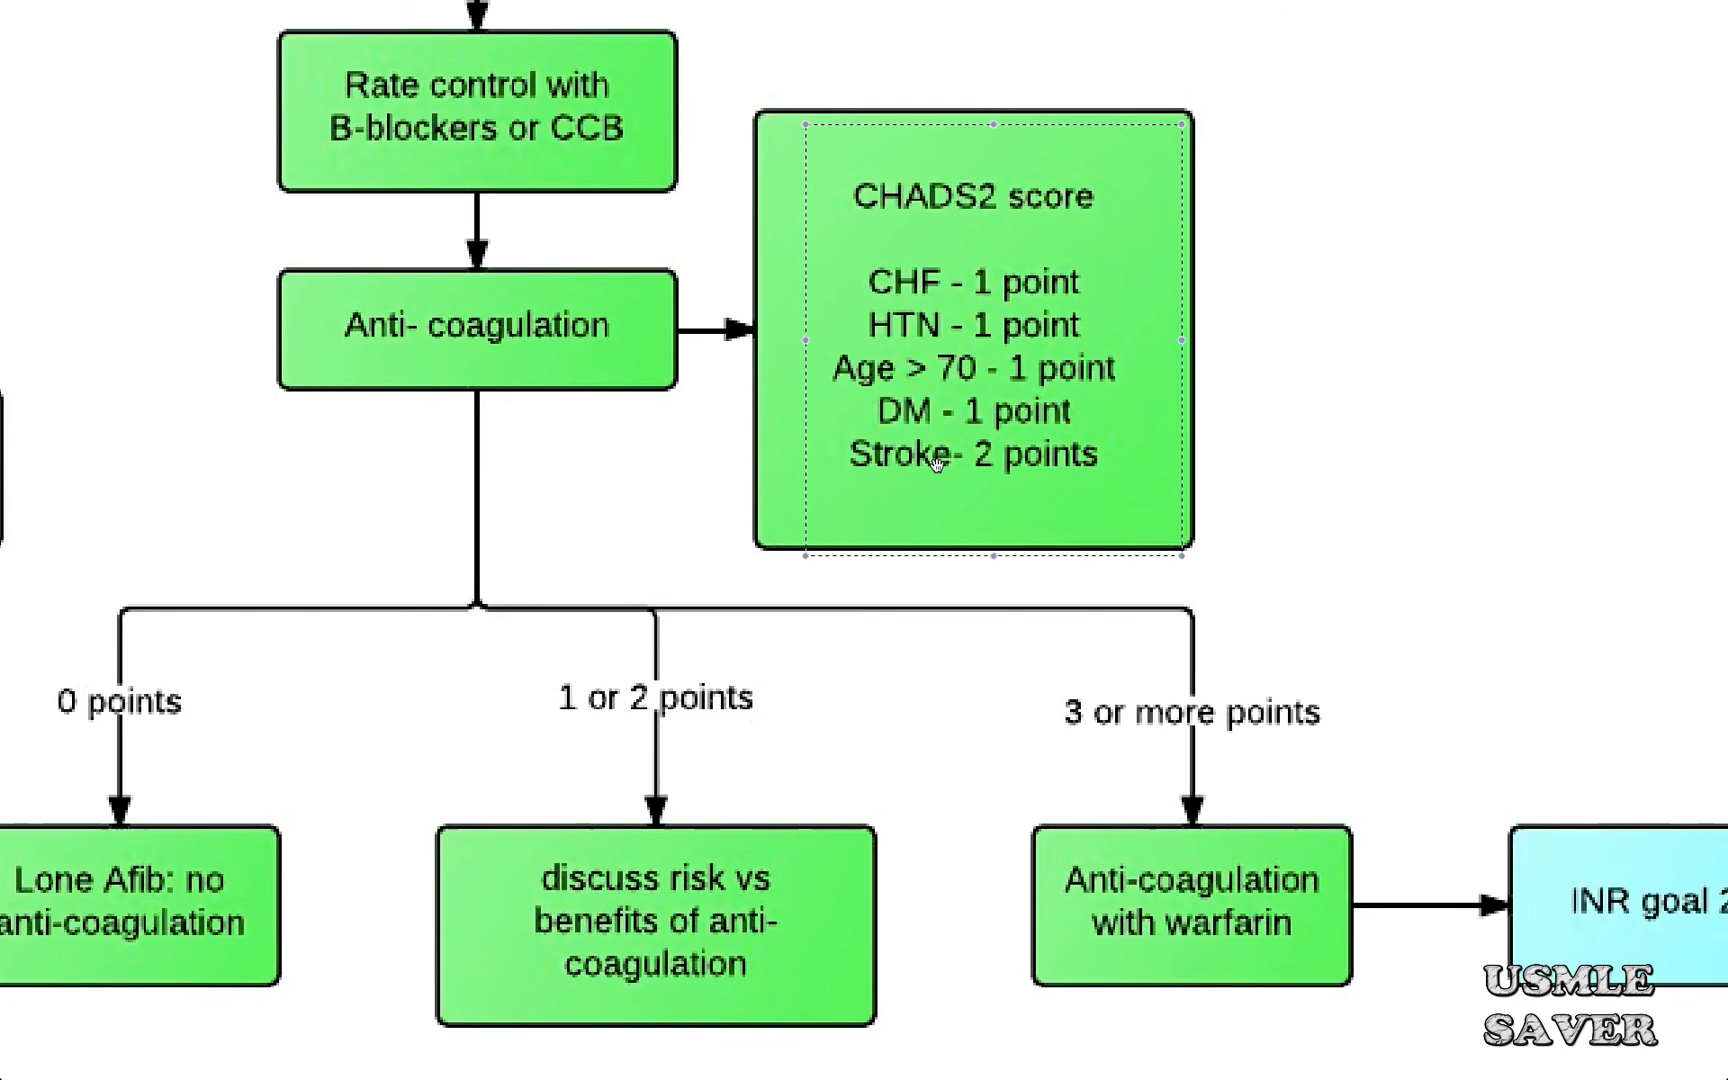 Rate control with
B-blockers or CCB
Anti- coagulation
CHADS2 score
CHF - 1 point
HTN - 1 point
Age > 70 - 1 point
DM - 1 point
Stroke- 2 points
0 points
1 or 2 points
3 or more points
Lone Afib: no
anti-coagulation
discuss risk vs
benefits of anti-
coagulation
Anti-coagulation
with warfarin
INR goal 2
USMLE
SAVER